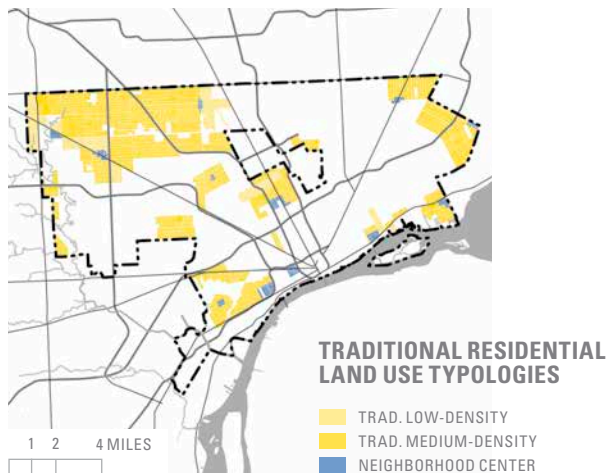 TRADITIONAL RESIDENTIAL
LAND USE TYPOLOGIES
TRAD. LOW-DENSITY
TRAD. MEDIUM-DENSITY
NEIGHBORHOOD CENTER
1 2 4 MILES